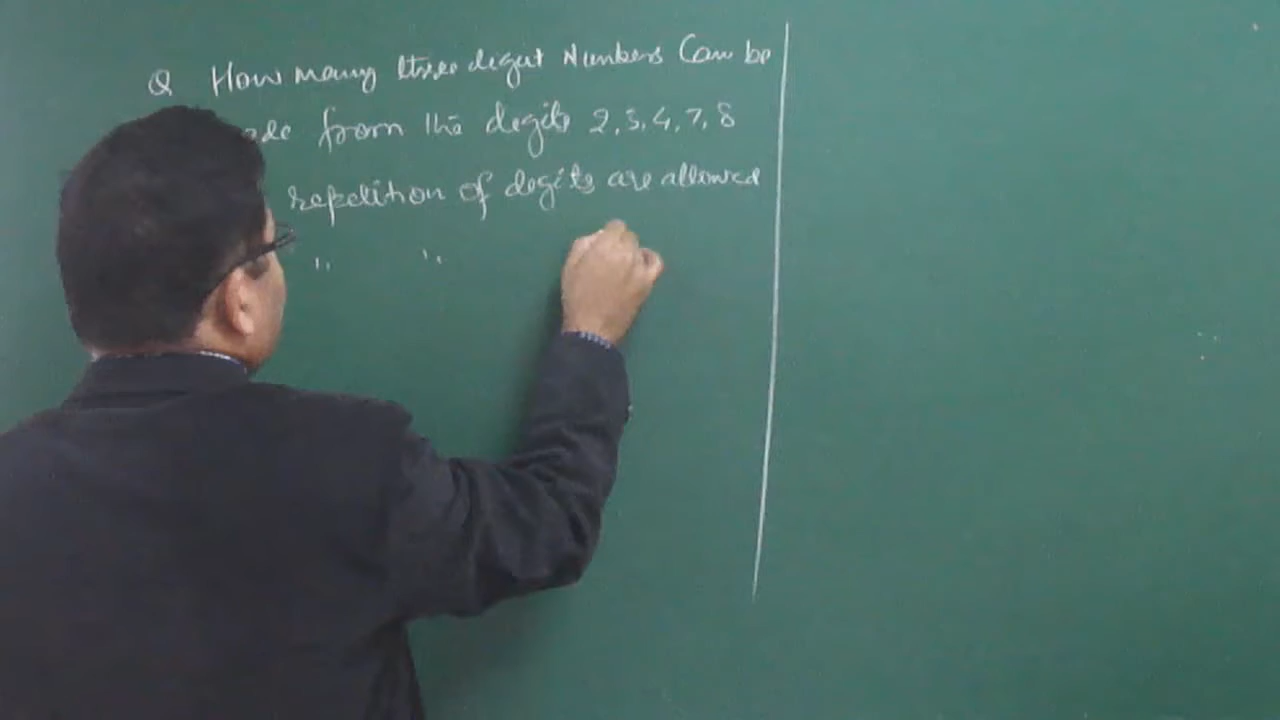 Q How many three digit Numbers Can be
from the digits 2, 3, 4, 7, 8
repetition of digits are allowed
" "